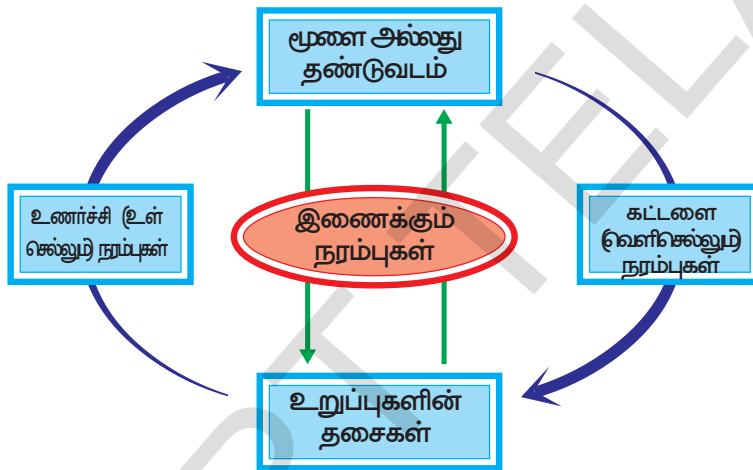 மூளை அல்லது
தண்டுவடம்
உணர்ச்சி (உள்
செல்லும்) நரம்புகள்
இணைக்கும்
நரம்புகள்
கட்டளை
(வெளிசெல்லும்)
நரம்புகள்
உறுப்புகளின்
தசைகள்